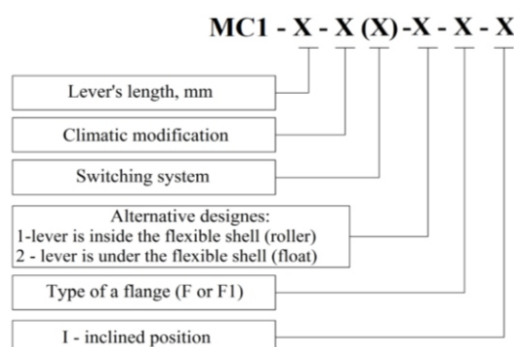 MC1 - X - X (X) -X - X - X
Lever's length, mm
Climatic modification
Switching system
Alternative designes:
1-lever is inside the flexible shell (roller)
2 - lever is under the flexible shell (float)
Type of a flange (F or F1)
I - inclined position